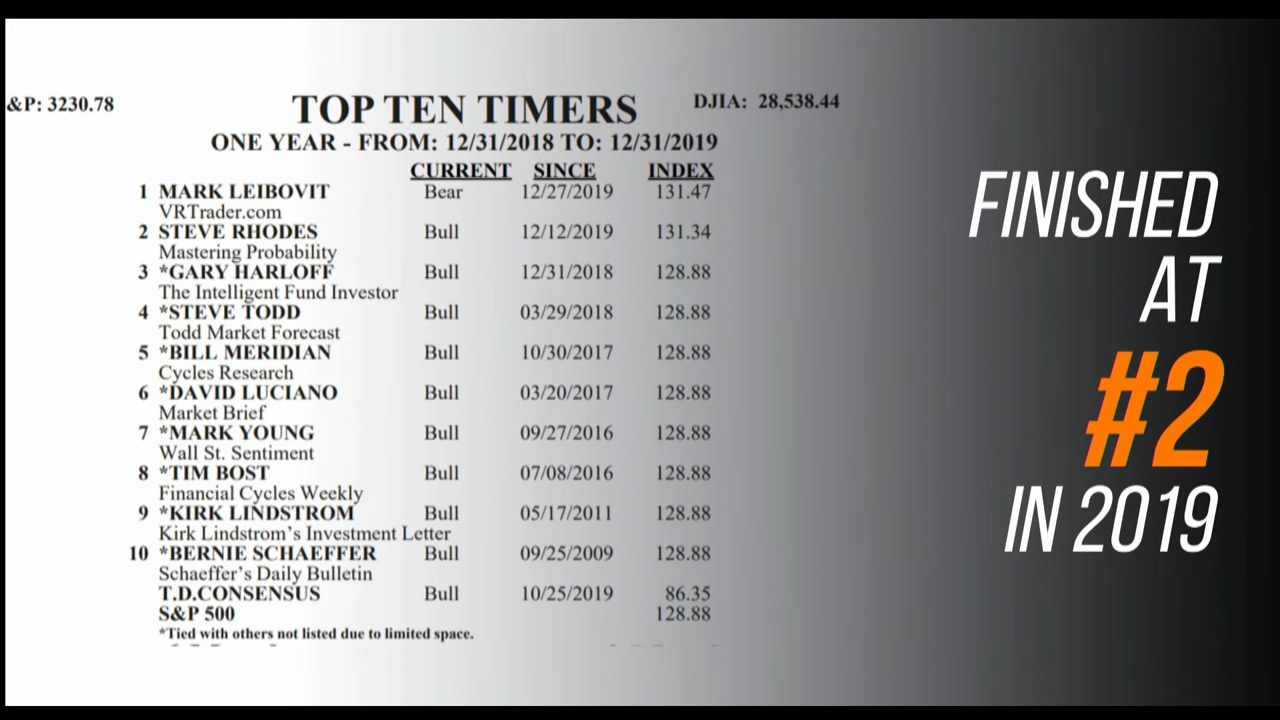 &P: 3230.78
TOP TEN TIMERS
DJIA: 28,538.44
ONE YEAR - FROM: 12/31/2018 TO: 12/31/2019
CURRENT SINCE INDEX
1 MARK LEIBOVIT Bear 12/27/2019 131.47
VRTrader.com
2 STEVE RHODES Bull 12/12/2019 131.34
Mastering Probability
3 *GARY HARLOFF Bull 12/31/2018 128.88
The Intelligent Fund Investor
4 *STEVE TODD Bull 03/29/2018 128.88
Todd Market Forecast
5 *BILL MERIDIAN Bull 10/30/2017 128.88
Cycles Research
6 *DAVID LUCIANO Bull 03/20/2017 128.88
Market Brief
7 *MARK YOUNG Bull 09/27/2016 128.88
Wall St. Sentiment
8 *TIM BOST Bull 07/08/2016 128.88
Financial Cycles Weekly
9 *KIRK LINDSTROM Bull 05/17/2011 128.88
Kirk Lindstrom's Investment Letter
10 *BERNIE SCHAEFFER Bull 09/25/2009 128.88
Schaeffer's Daily Bulletin
T.D.CONSENSUS Bull 10/25/2019 86.35
S&P 500 128.88
*Tied with others not listed due to limited space.
FINISHED
AT
#2
IN 2019